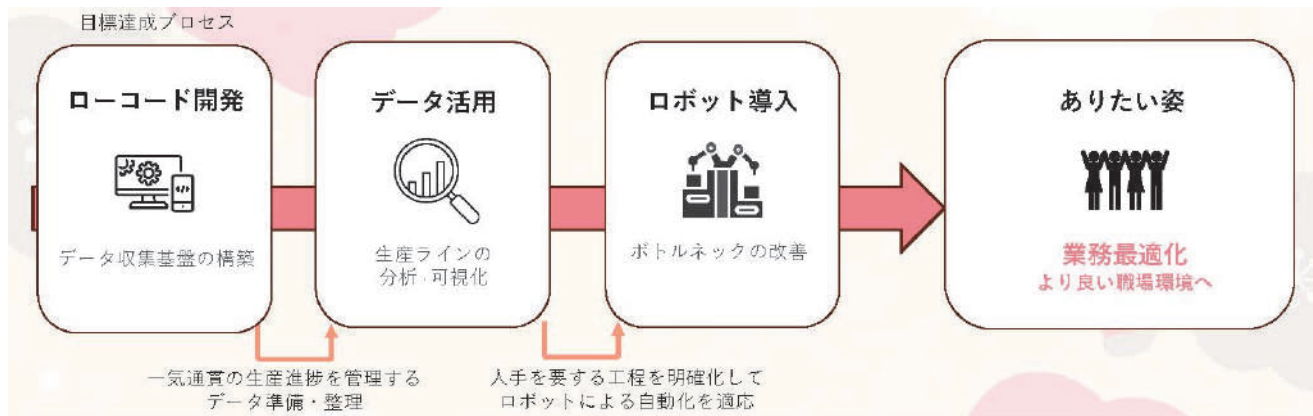 目標達成プロセス
ローコード開発
データ収集基盤の構築
データ活用
生産ラインの
分析・可視化
ロボット導入
ボトルネックの改善
ありたい姿
業務最適化
より良い職場環境へ
一気通貫の生産進捗を管理する
データ準備・整理
人手を要する工程を明確化して
ロボットによる自動化を適応